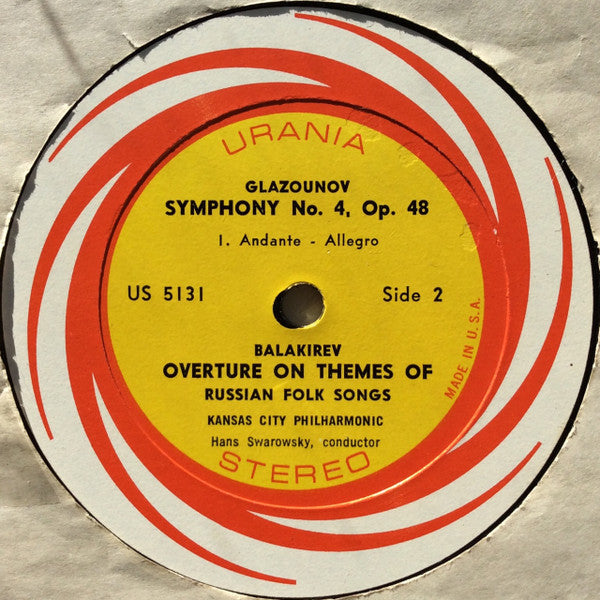 URANIA
GLAZOUNOV
SYMPHONY No. 4, Op. 48
I. Andante - Allegro
US 5131
Side 2
BALAKIREV
OVERTURE ON THEMES OF
RUSSIAN FOLK SONGS
KANSAS CITY PHILHARMONIC
Hans Swarowsky, conductor
STEREO
MADE IN U.S.A.